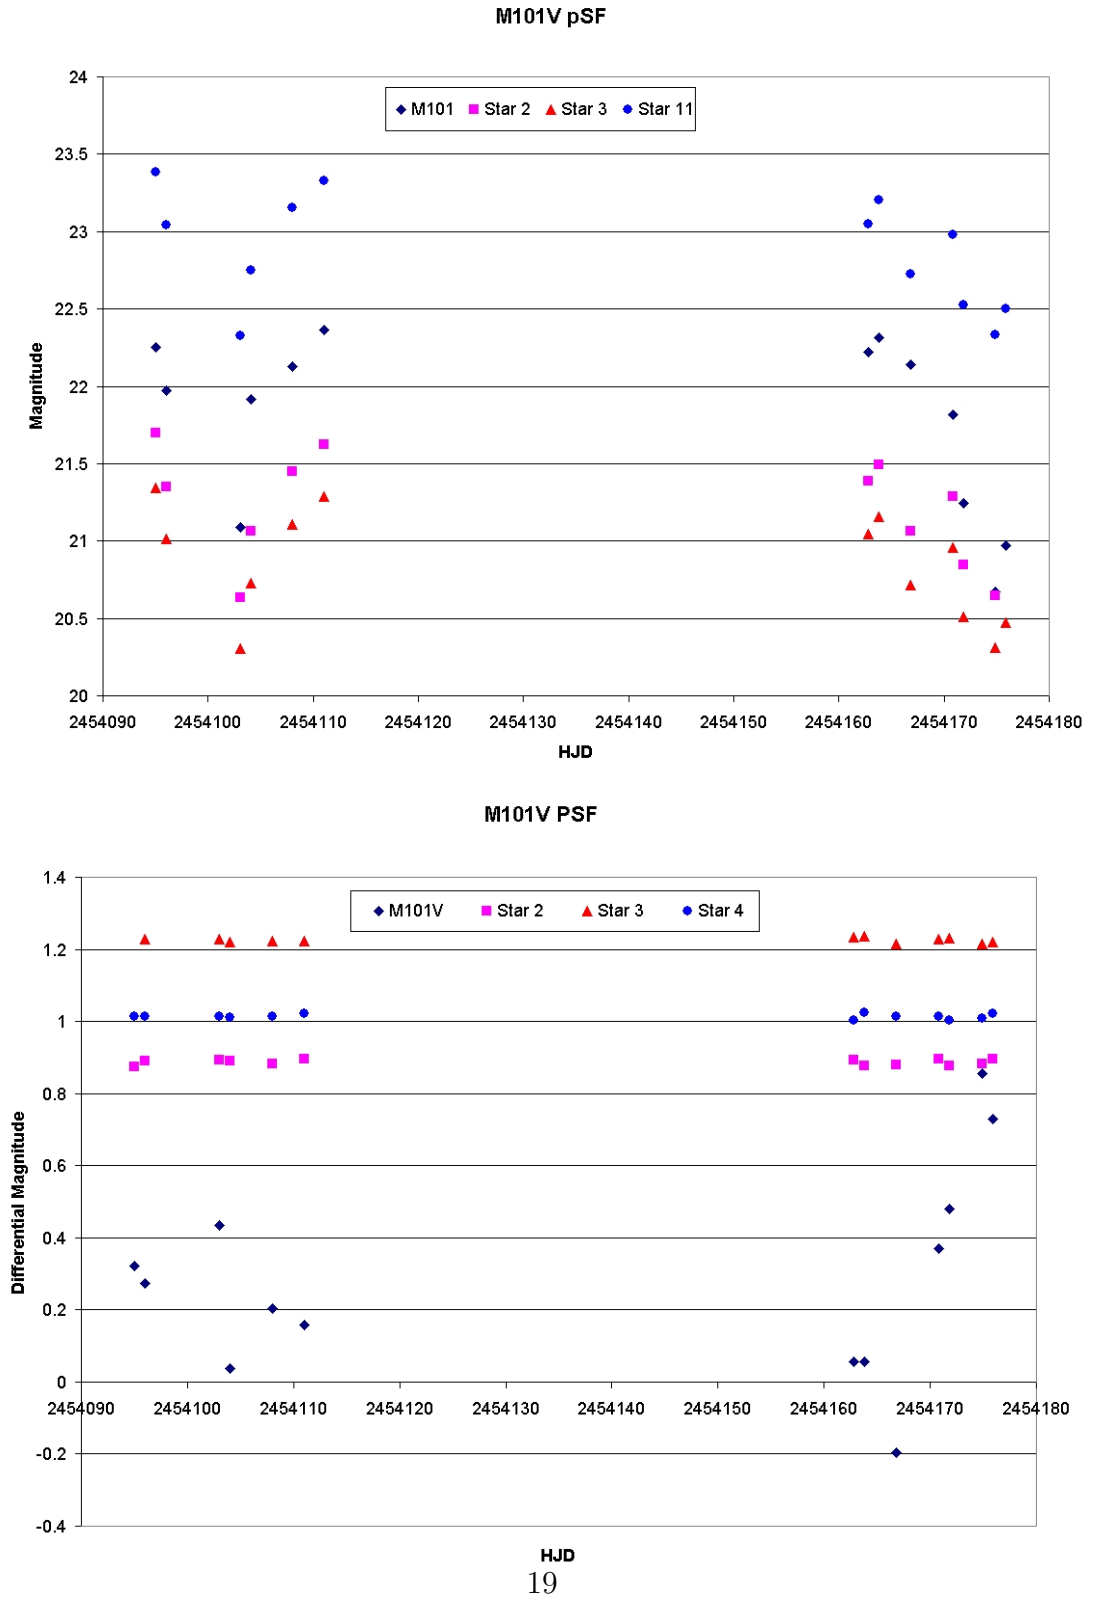 M101V pSF
M101 Star 2 Star 3 Star 11
24
23.5
23
22.5
22
21.5
21
20.5
20
Magnitude
2454090 2454100 2454110 2454120 2454130 2454140 2454150 2454160 2454170 2454180
HJD
M101V PSF
M101V Star 2 Star 3 Star 4
1.4
1.2
1
0.8
0.6
0.4
0.2
0
-0.2
-0.4
Differential Magnitude
2454090 2454100 2454110 2454120 2454130 2454140 2454150 2454160 2454170 2454180
HJD
19